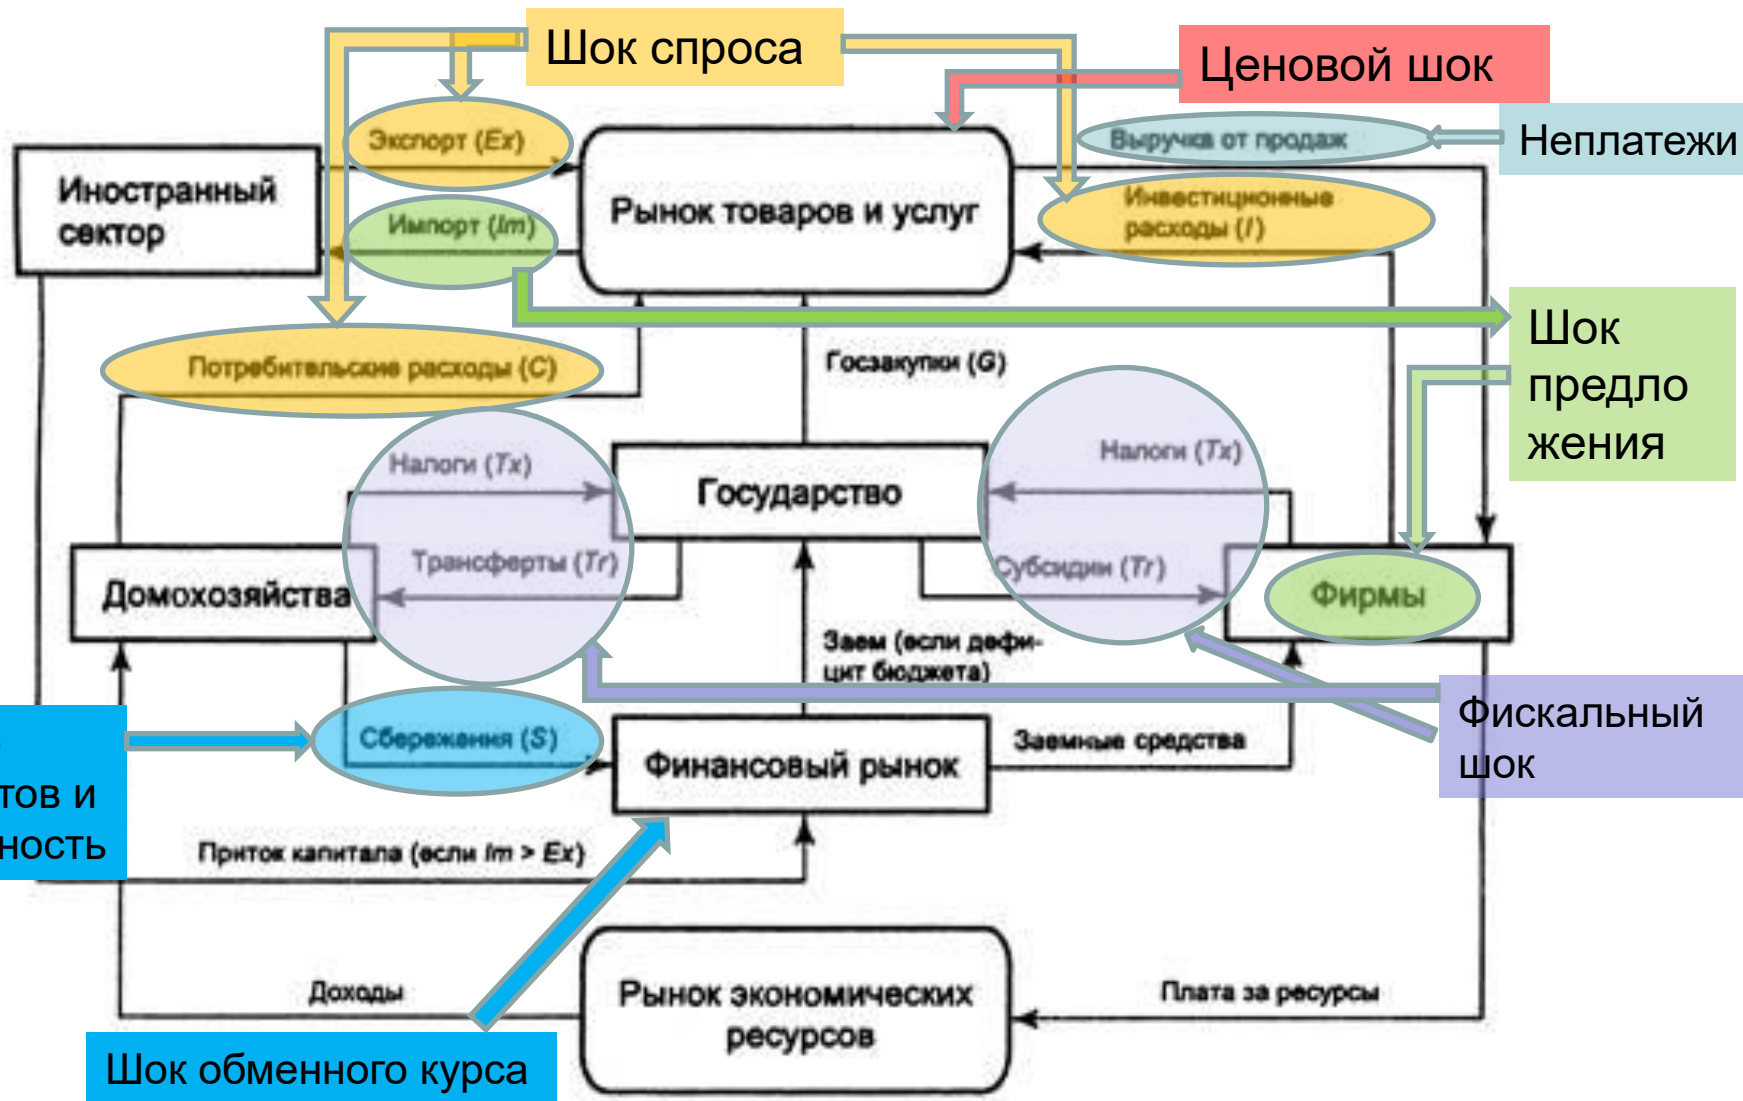 Шок спроса
Ценовой шок
Экспорт (Ex)
Выручка от продаж
Неплатежи
Иностранный
сектор
Рынок товаров и услуг
Инвестиционные
расходы (I)
Импорт (Im)
Шок
предло
жения
Потребительские расходы (C)
Госзакупки (G)
Налоги (Tx)
Государство
Налоги (Tx)
Трансферты (Tr)
Субсидии (Tr)
Домохозяйства
Фирмы
Заем (если дефи-
цит бюджета)
Фискальный
шок
Сбережения (S)
Финансовый рынок
Заемные средства
тов и
ность
Приток капитала (если Im > Ex)
Доходы
Рынок экономических
ресурсов
Плата за ресурсы
Шок обменного курса